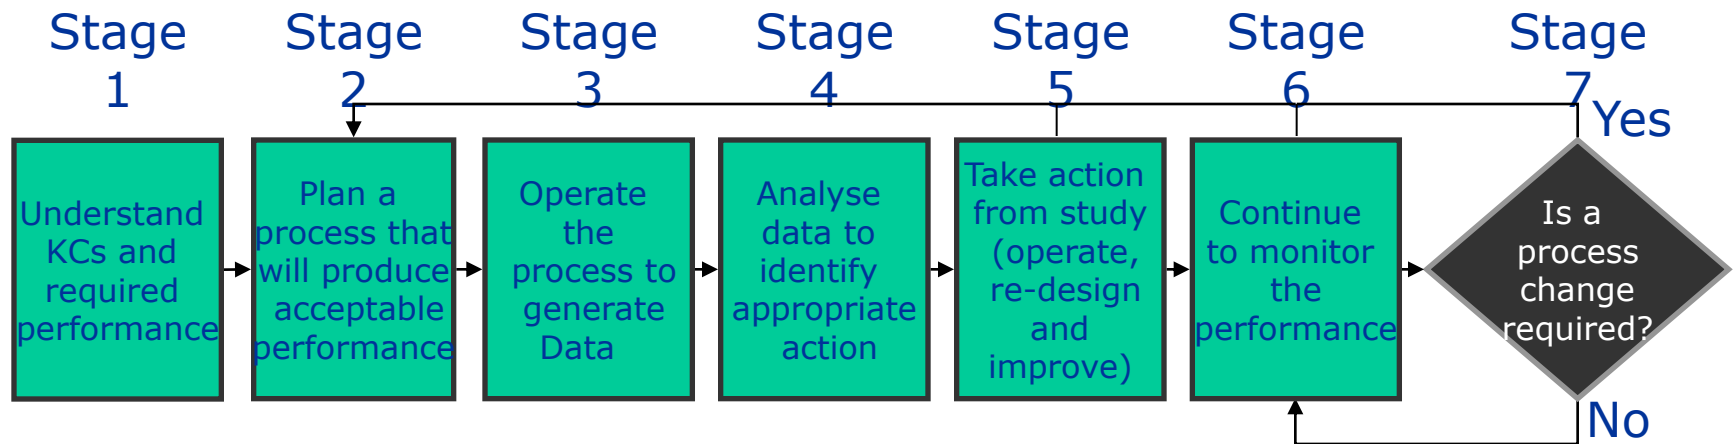 Stage
1
Stage
2
Stage
3
Stage
4
Stage
5
Stage
6
Stage
7
Yes
Understand
KCs and
required
performance
Plan a
process that
will produce
acceptable
performance
Operate
the
process to
generate
Data
Analyse
data to
identify
appropriate
action
Take action
from study
(operate,
re-design
and
improve)
Continue
to monitor
the
performance
Is a
process
change
required?
No